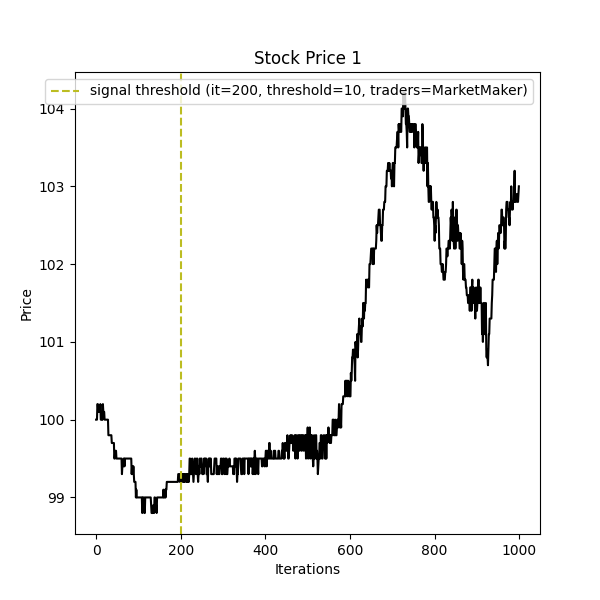 Stock Price 1
signal threshold (it=200, threshold=10, traders=MarketMaker)
104
103
102
101
100
99
Price
0 200 400 600 800 1000
Iterations